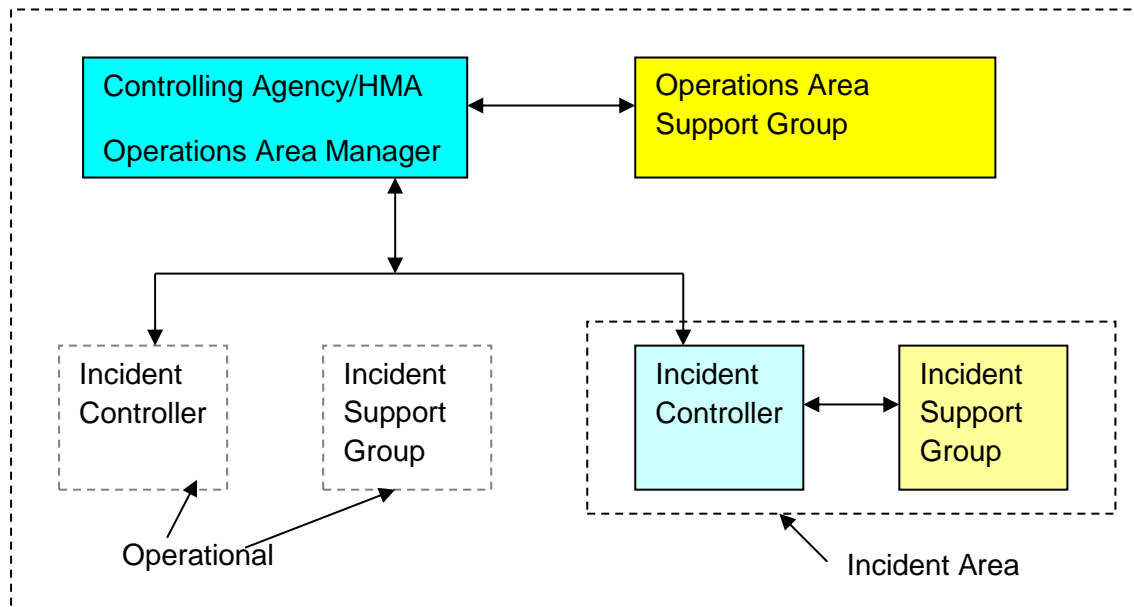 Controlling Agency/HMA
Operations Area Manager
Operations Area
Support Group
Incident
Controller
Incident
Support
Group
Incident
Controller
Incident
Support
Group
Operational
Incident Area